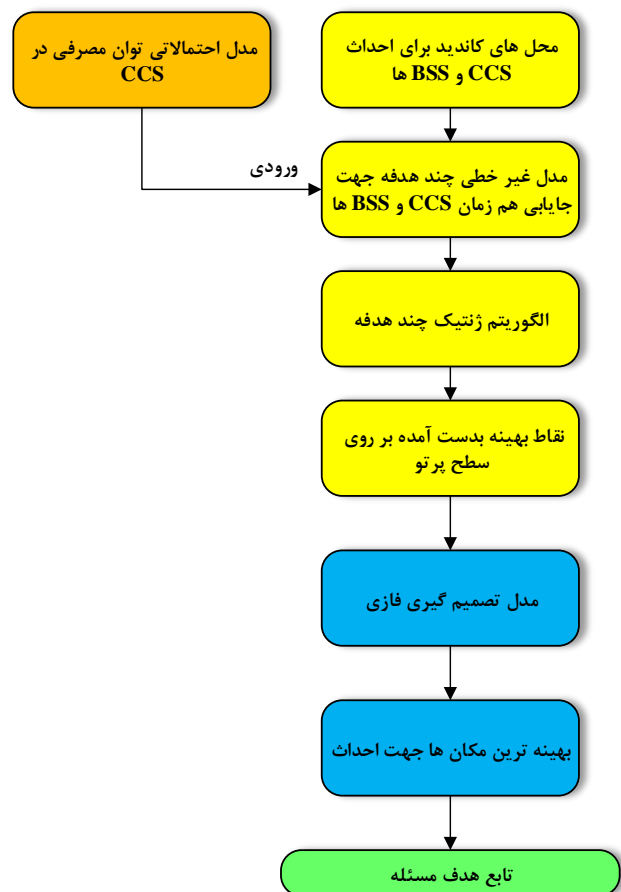 محل های کاندید برای احداث
CCS و BSS ها
مدل احتمالاتی توان مصرفی در
CCS
ورودی
مدل غیر خطی چند هدفه جهت
جایابی هم زمان CCS و BSS ها
الگوریتم ژنتیک چند هدفه
نقاط بهینه بدست آمده بر روی
سطح پرتو
مدل تصمیم گیری فازی
بهینه ترین مکان ها جهت احداث
تابع هدف مسئله